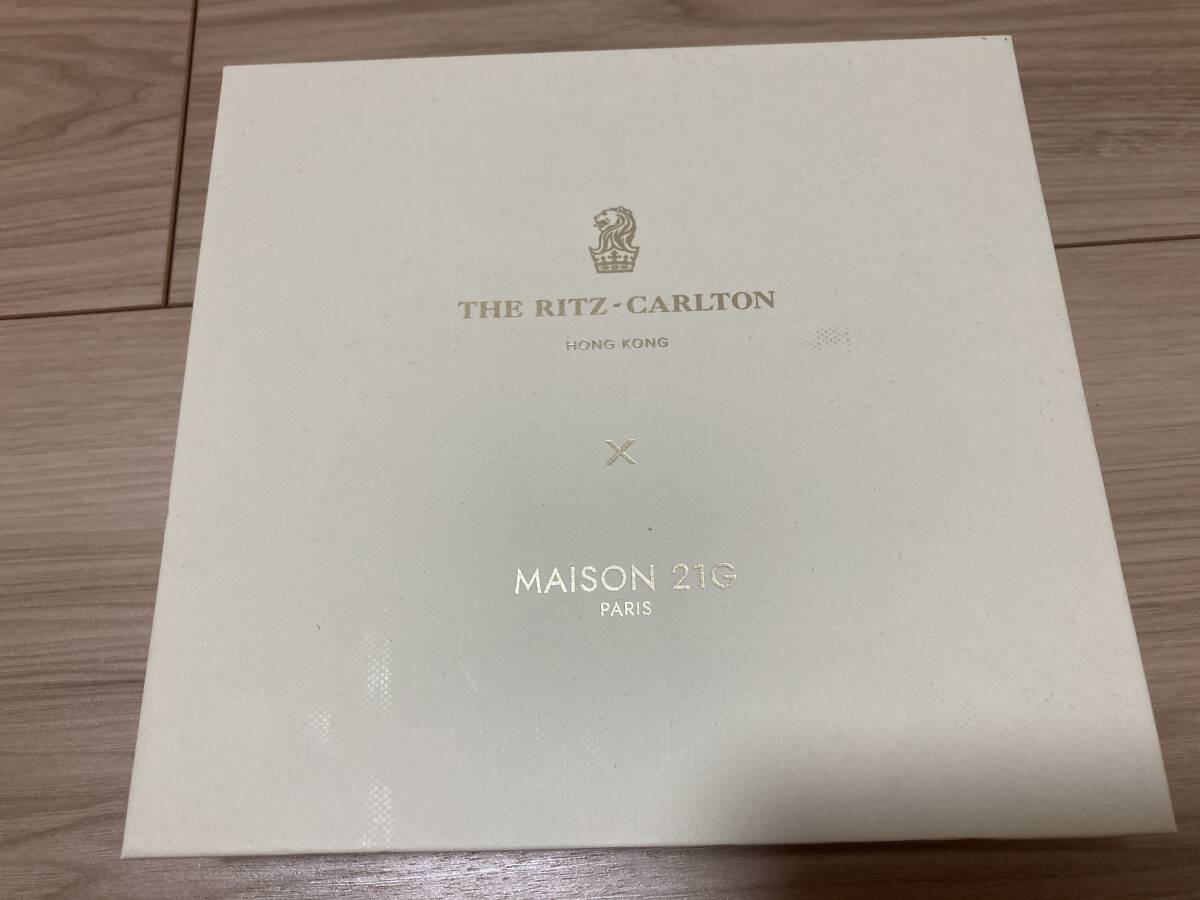 THE RITZ-CARLTON
HONG KONG
X
MAISON 21G
PARIS